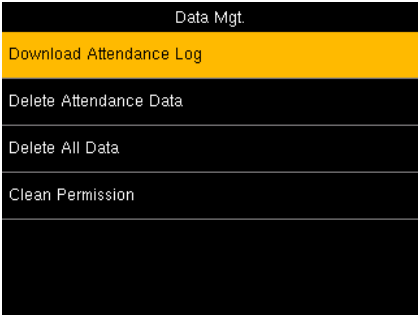 Data Mgt.
Download Attendance Log
Delete Attendance Data
Delete All Data
Clean Permission